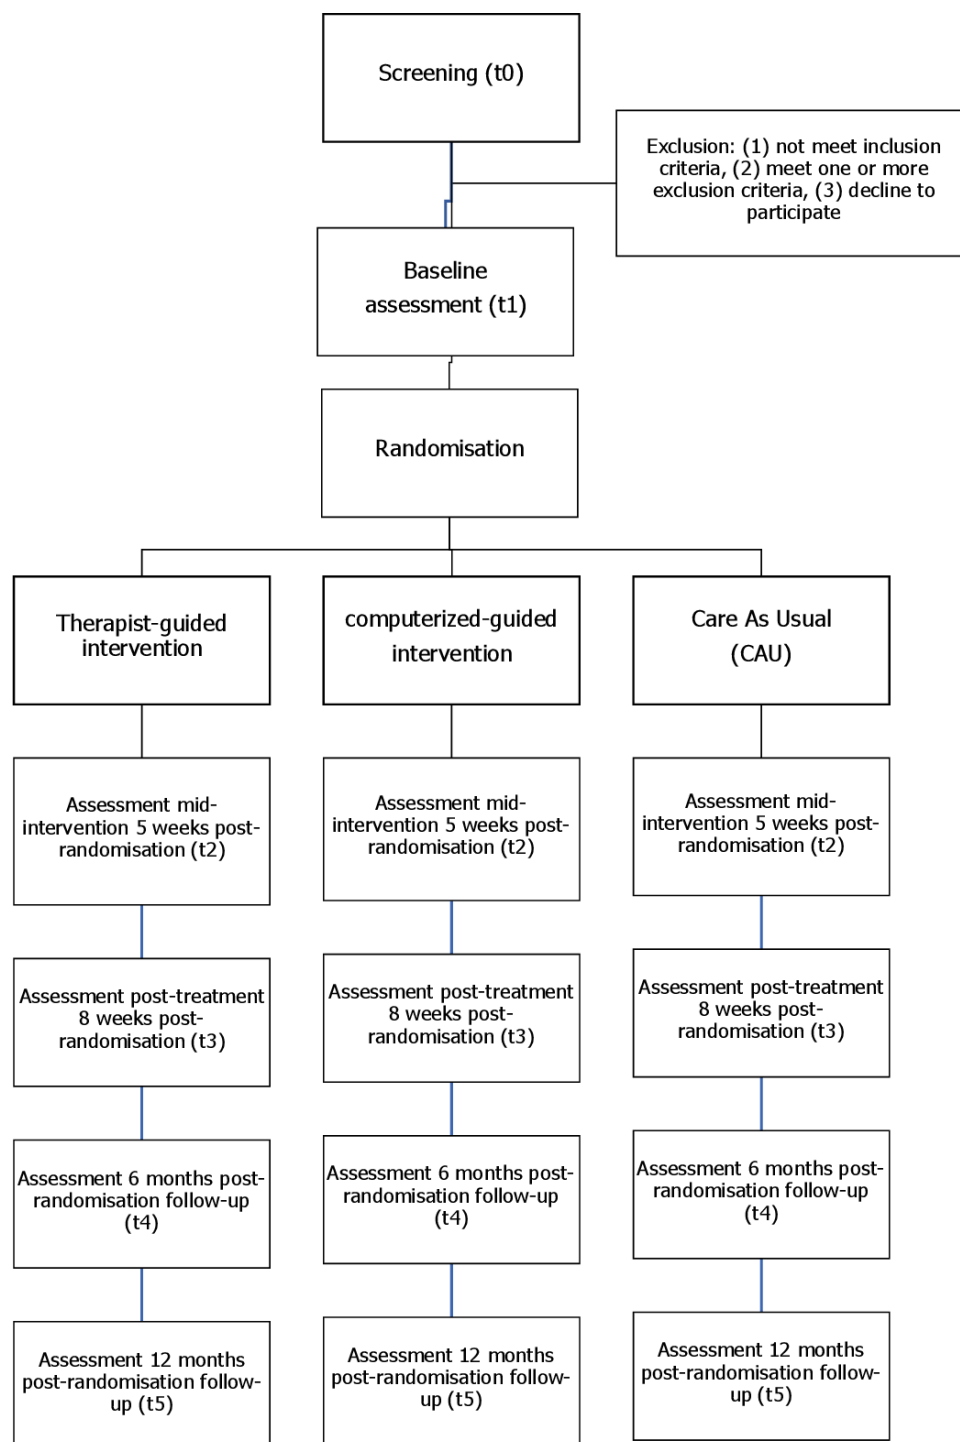 Screening (t0)
Exclusion: (1) not meet inclusion
criteria, (2) meet one or more
exclusion criteria, (3) decline to
participate
Baseline
assessment (t1)
Randomisation
Therapist-guided
intervention
computerized-guided
intervention
Care As Usual
(CAU)
Assessment mid-
intervention 5 weeks post-
randomisation (t2)
Assessment mid-
intervention 5 weeks post-
randomisation (t2)
Assessment mid-
intervention 5 weeks post-
randomisation (t2)
Assessment post-treatment
8 weeks post-
randomisation (t3)
Assessment post-treatment
8 weeks post-
randomisation (t3)
Assessment post-treatment
8 weeks post-
randomisation (t3)
Assessment 6 months post-
randomisation follow-up
(t4)
Assessment 6 months post-
randomisation follow-up
(t4)
Assessment 6 months post-
randomisation follow-up
(t4)
Assessment 12 months
post-randomisation follow-
up (t5)
Assessment 12 months
post-randomisation follow-
up (t5)
Assessment 12 months
post-randomisation follow-
up (t5)